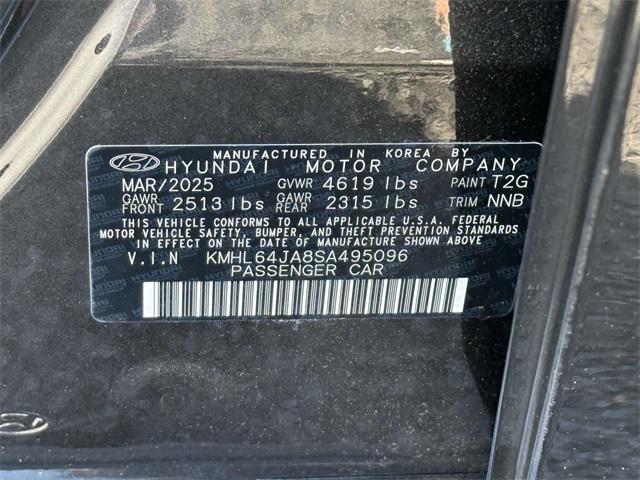 MANUFACTURED IN KOREA BY
HYUNDAI MOTOR COMPANY
MAR/2025 GVWR 4619 lbs PAINT T2G
GAWR FRONT 2513 lbs GAWR REAR 2315 lbs TRIM NNB
THIS VEHICLE CONFORMS TO ALL APPLICABLE U.S.A. FEDERAL
MOTOR VEHICLE SAFETY, BUMPER, AND THEFT PREVENTION STANDARDS
IN EFFECT ON THE DATE OF MANUFACTURE SHOWN ABOVE
V.I.N KMHL64JA8SA495096
PASSENGER CAR